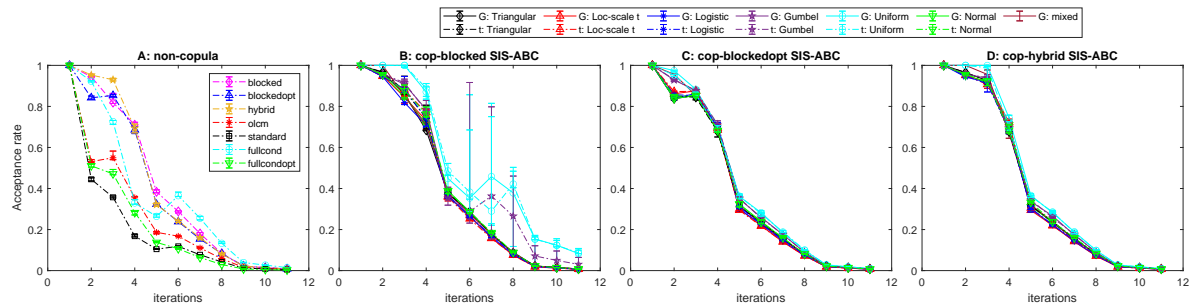 G: Triangular G: Loc-scale t G: Logistic G: Gumbel G: Uniform G: Normal G: mixed
t: Triangular t: Loc-scale t t: Logistic t: Gumbel t: Uniform t: Normal
A: non-copula B: cop-blocked SIS-ABC C: cop-blockedopt SIS-ABC D: cop-hybrid SIS-ABC
Acceptance rate
1 0.8 0.6 0.4 0.2 0
0 2 4 6 8 10 12
iterations
blocked
blockedopt
hybrid
olcm
standard
fullcond
fullcondopt
1 0.8 0.6 0.4 0.2 0
0 2 4 6 8 10 12
iterations
1 0.8 0.6 0.4 0.2 0
0 2 4 6 8 10 12
iterations
1 0.8 0.6 0.4 0.2 0
0 2 4 6 8 10 12
iterations